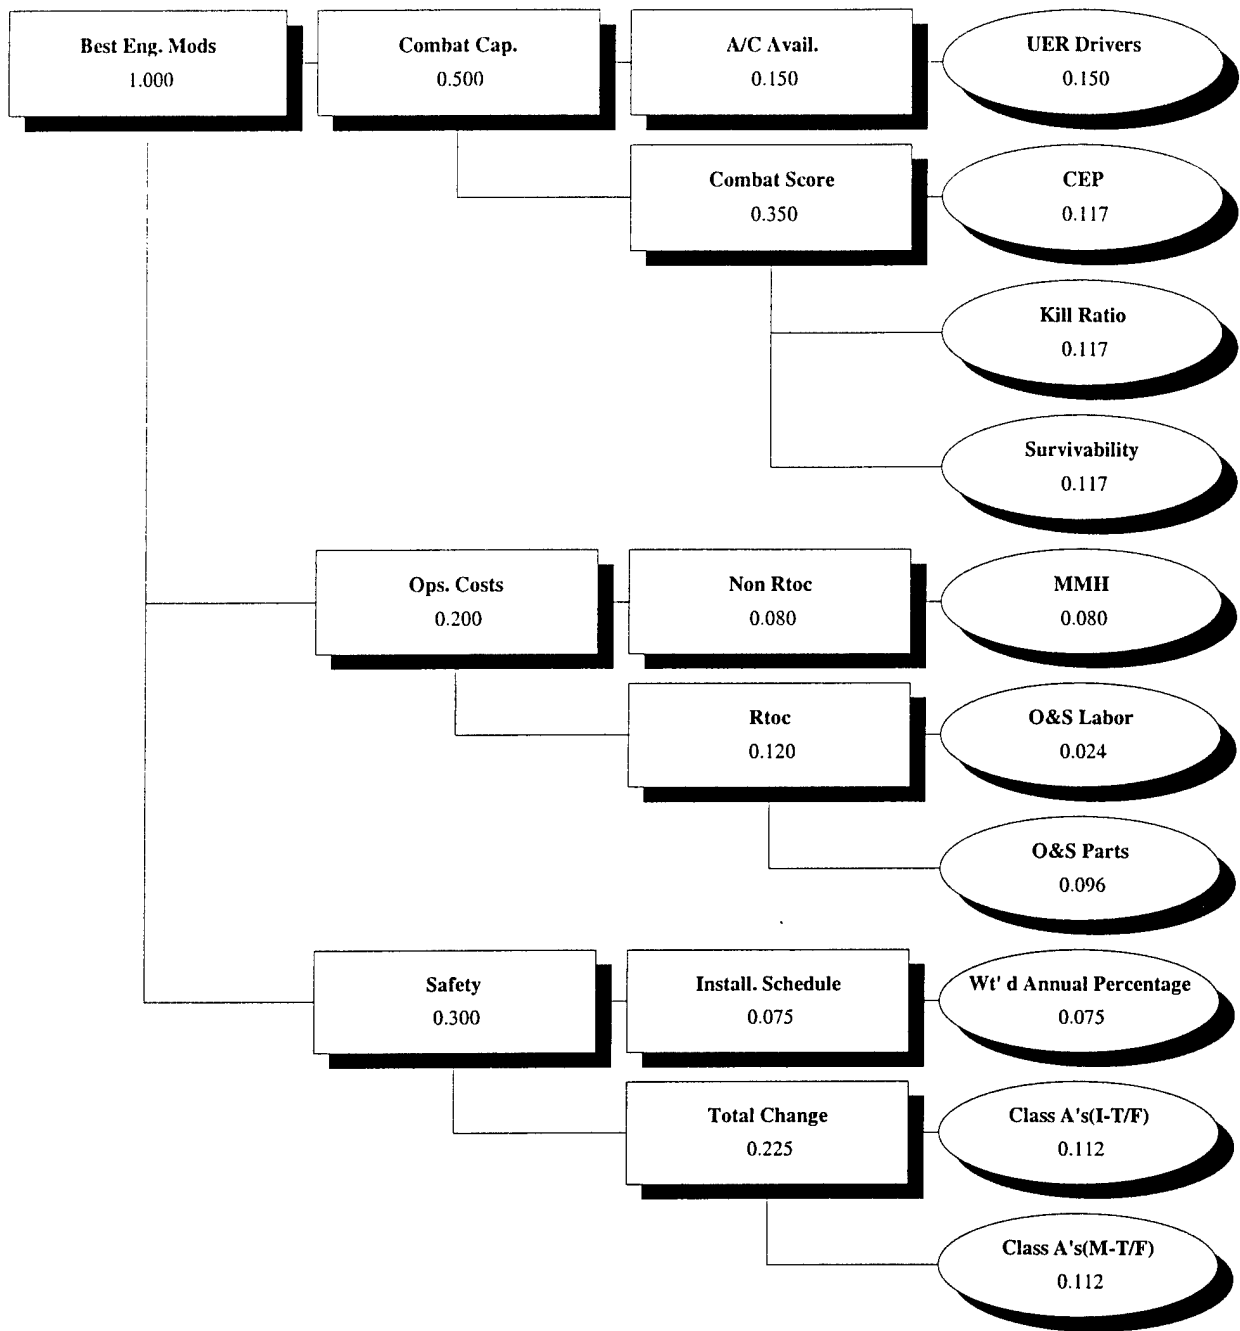 Best Eng. Mods
1.000
Combat Cap.
0.500
A/C Avail.
0.150
UER Drivers
0.150
Combat Score
0.350
CEP
0.117
Kill Ratio
0.117
Survivability
0.117
Ops. Costs
0.200
Non Rtoc
0.080
MMH
0.080
Rtoc
0.120
O&S Labor
0.024
O&S Parts
0.096
Safety
0.300
Install. Schedule
0.075
Wt' d Annual Percentage
0.075
Total Change
0.225
Class A's(I-T/F)
0.112
Class A's(M-T/F)
0.112